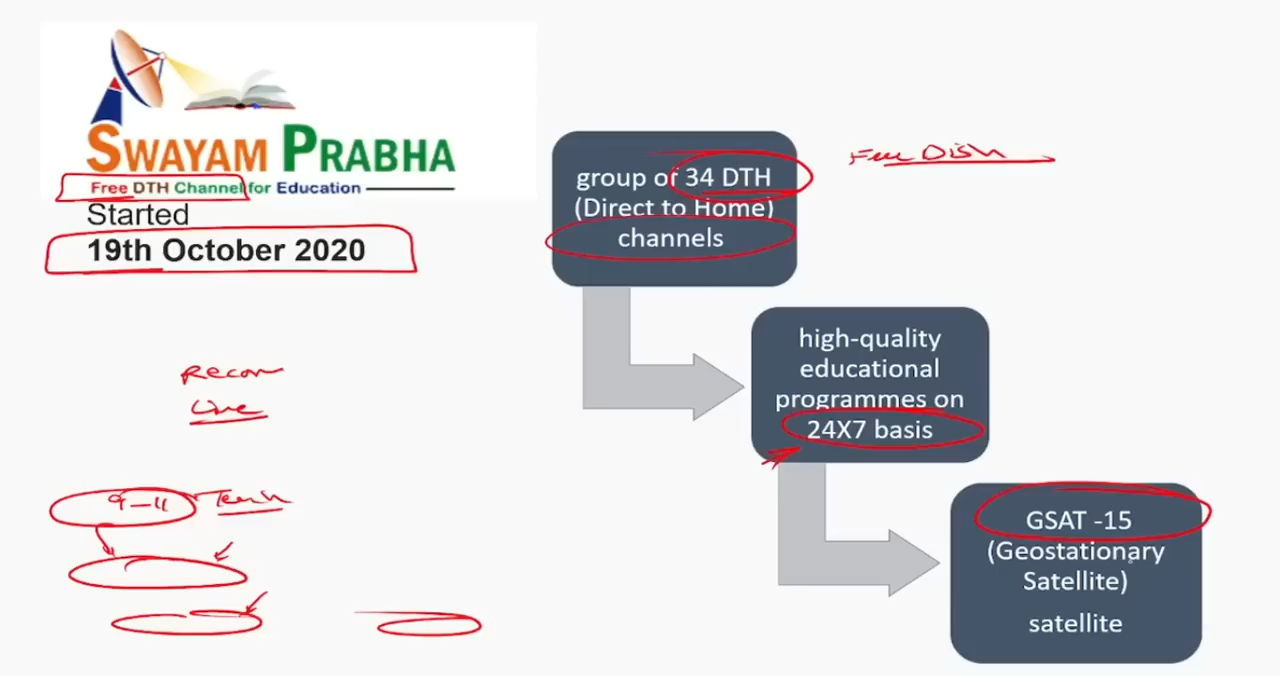 SWAYAM PRABHA
Free DTH Channel for Education
Started
19th October 2020
group of 34 DTH
(Direct to Home)
channels
Free Dish
high-quality
educational
programmes on
24X7 basis
Recor
Live
9-11
GSAT -15
(Geostationary
Satellite)
satellite